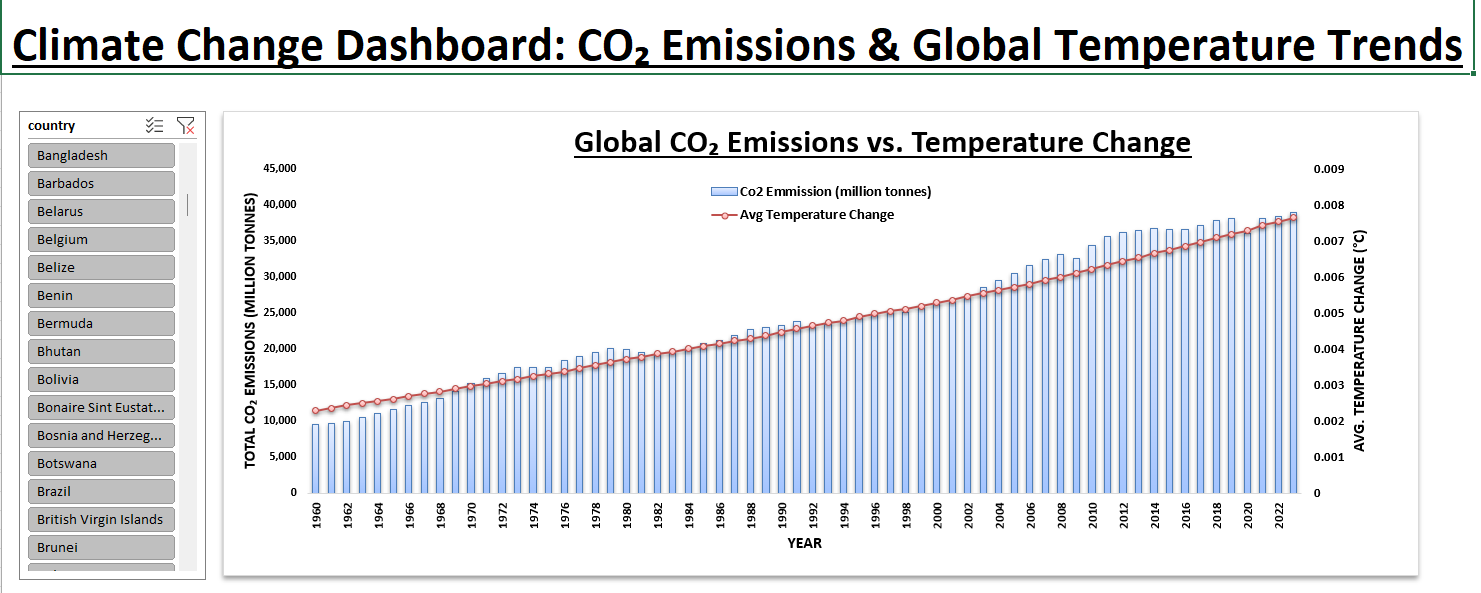 Climate Change Dashboard: CO₂ Emissions & Global Temperature Trends
country
Bangladesh
Barbados
Belarus
Belgium
Belize
Benin
Bermuda
Bhutan
Bolivia
Bonaire Sint Eustat...
Bosnia and Herzeg...
Botswana
Brazil
British Virgin Islands
Brunei
Global CO₂ Emissions vs. Temperature Change
Co2 Emmission (million tonnes)
Avg Temperature Change
TOTAL CO₂ EMISSIONS (MILLION TONNES)
45,000
40,000
35,000
30,000
25,000
20,000
15,000
10,000
5,000
0
0.009
0.008
0.007
0.006
0.005
0.004
0.003
0.002
0.001
0
AVG. TEMPERATURE CHANGE (°C)
1960 1962 1964 1966 1968 1970 1972 1974 1976 1978 1980 1982 1984 1986 1988 1990 1992 1994 1996 1998 2000 2002 2004 2006 2008 2010 2012 2014 2016 2018 2020 2022
YEAR